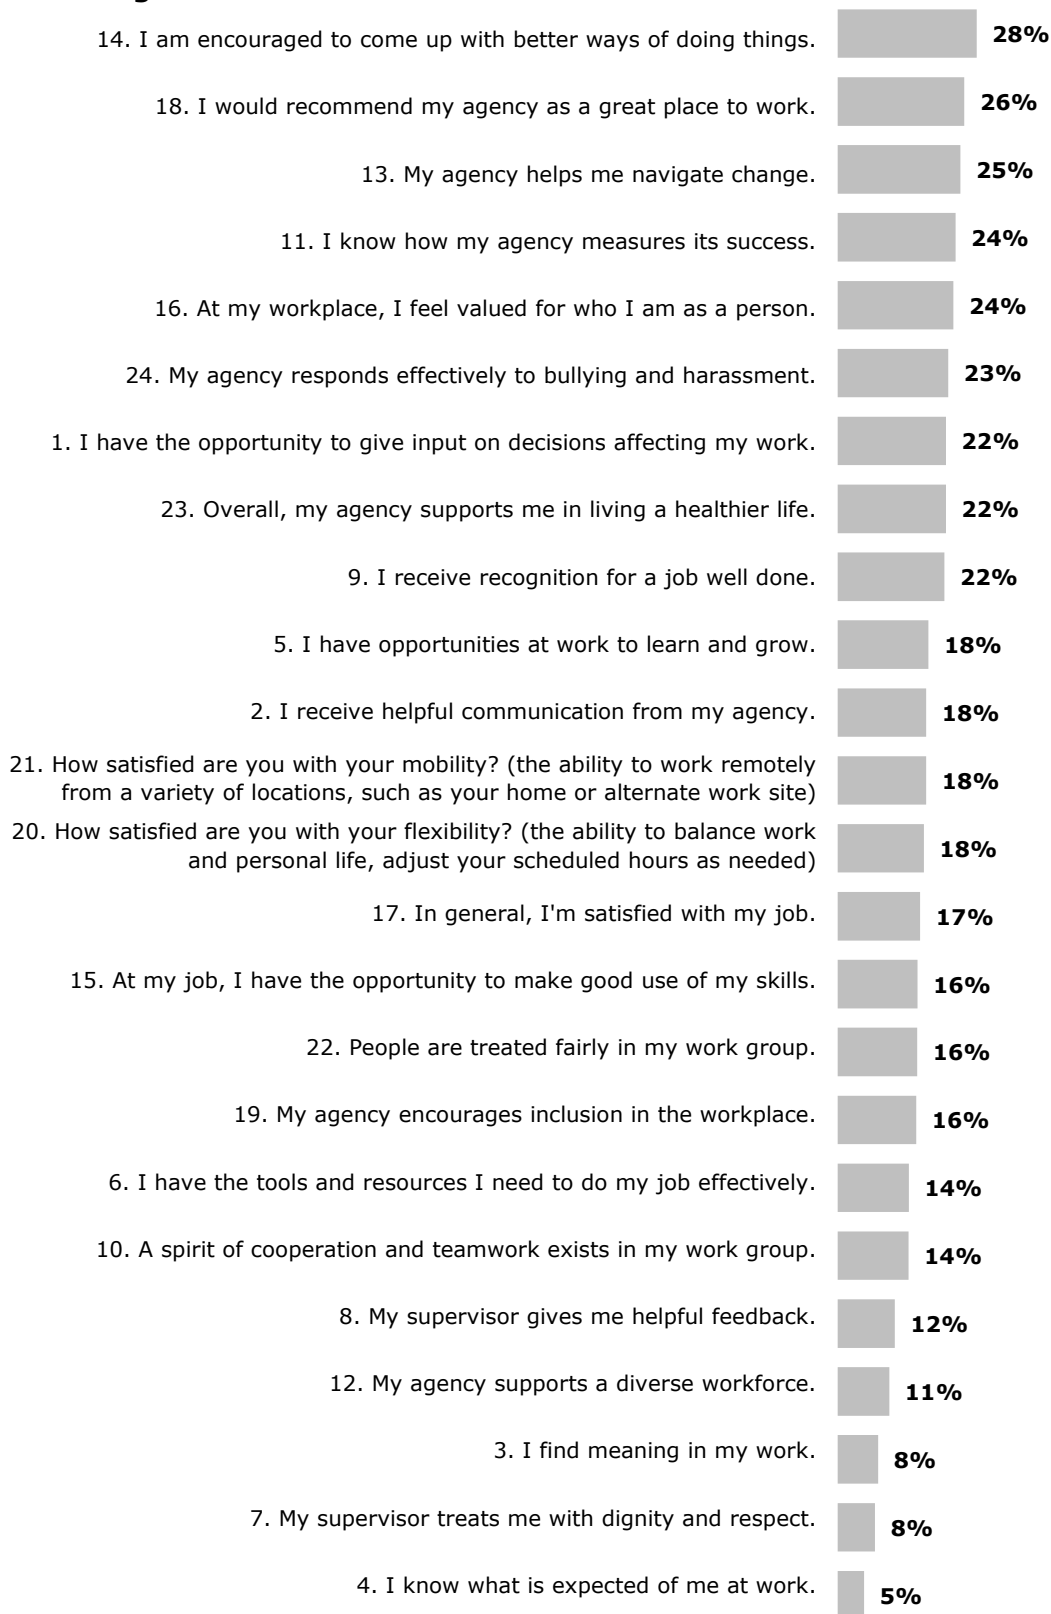 14. I am encouraged to come up with better ways of doing things. 28%
18. I would recommend my agency as a great place to work. 26%
13. My agency helps me navigate change. 25%
11. I know how my agency measures its success. 24%
16. At my workplace, I feel valued for who I am as a person. 24%
24. My agency responds effectively to bullying and harassment. 23%
1. I have the opportunity to give input on decisions affecting my work. 22%
23. Overall, my agency supports me in living a healthier life. 22%
9. I receive recognition for a job well done. 22%
5. I have opportunities at work to learn and grow. 18%
2. I receive helpful communication from my agency. 18%
21. How satisfied are you with your mobility? (the ability to work remotely
from a variety of locations, such as your home or alternate work site) 18%
20. How satisfied are you with your flexibility? (the ability to balance work
and personal life, adjust your scheduled hours as needed) 18%
17. In general, I'm satisfied with my job. 17%
15. At my job, I have the opportunity to make good use of my skills. 16%
22. People are treated fairly in my work group. 16%
19. My agency encourages inclusion in the workplace. 16%
6. I have the tools and resources I need to do my job effectively. 14%
10. A spirit of cooperation and teamwork exists in my work group. 14%
8. My supervisor gives me helpful feedback. 12%
12. My agency supports a diverse workforce. 11%
3. I find meaning in my work. 8%
7. My supervisor treats me with dignity and respect. 8%
4. I know what is expected of me at work. 5%